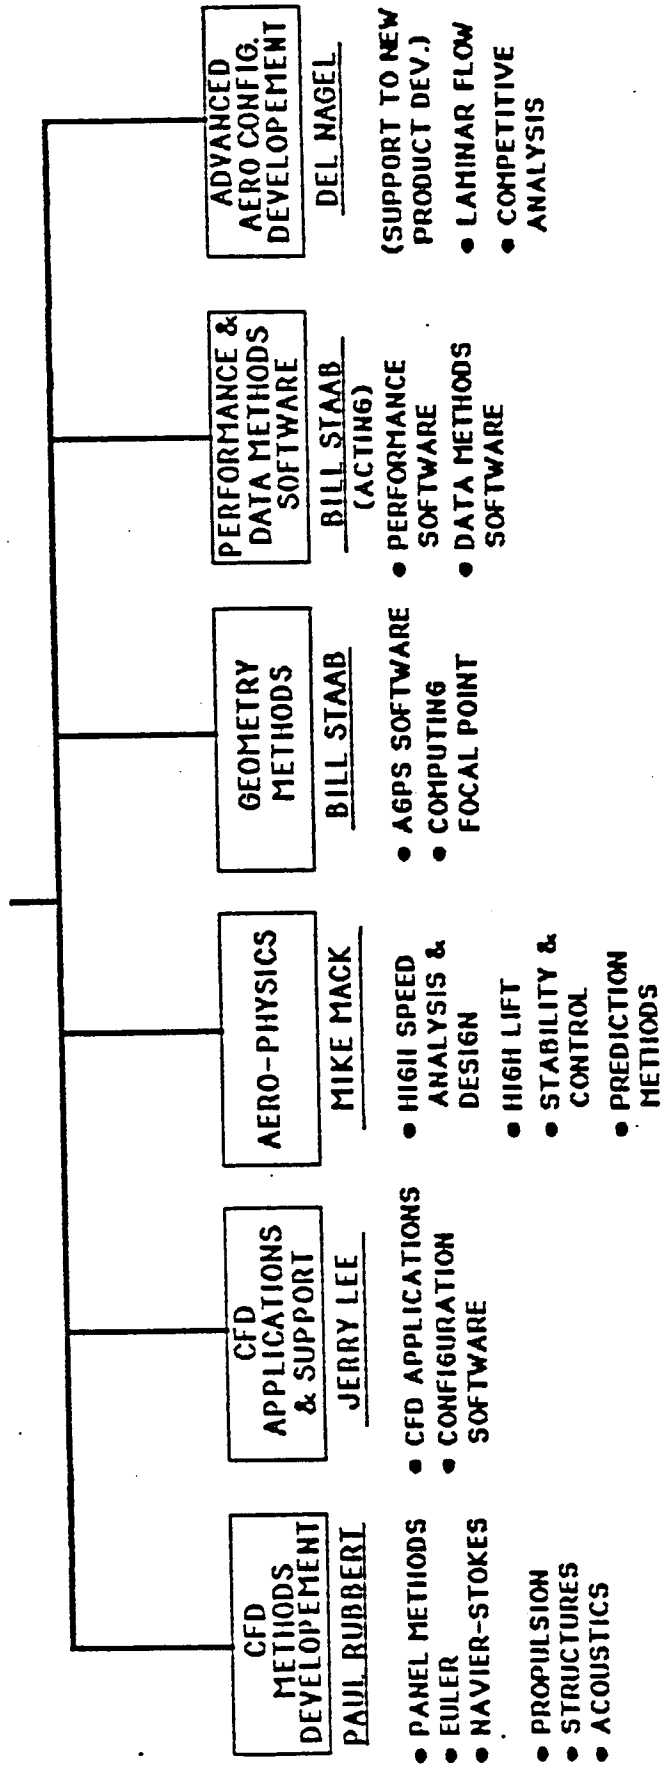 CFD
METHODS
DEVELOPEMENT
PAUL RUBBERT
● PANEL METHODS
● EULER
● NAVIER-STOKES
● PROPULSION
● STRUCTURES
● ACOUSTICS
CFD
APPLICATIONS
& SUPPORT
JERRY LEE
● CFD APPLICATIONS
● CONFIGURATION
SOFTWARE
AERO-PHYSICS
MIKE MACK
● HIGH SPEED
ANALYSIS &
DESIGN
● HIGH LIFT
● STABILITY &
CONTROL
● PREDICTION
METHODS
GEOMETRY
METHODS
BILL STAAB
● AGPS SOFTWARE
● COMPUTING
FOCAL POINT
PERFORMANCE &
DATA METHODS
SOFTWARE
BILL STAAB
(ACTING)
● PERFORMANCE
SOFTWARE
● DATA METHODS
SOFTWARE
ADVANCED
AERO CONFIG.
DEVELOPEMENT
DEL NAGEL
(SUPPORT TO NEW
PRODUCT DEV.)
● LAMINAR FLOW
● COMPETITIVE
ANALYSIS